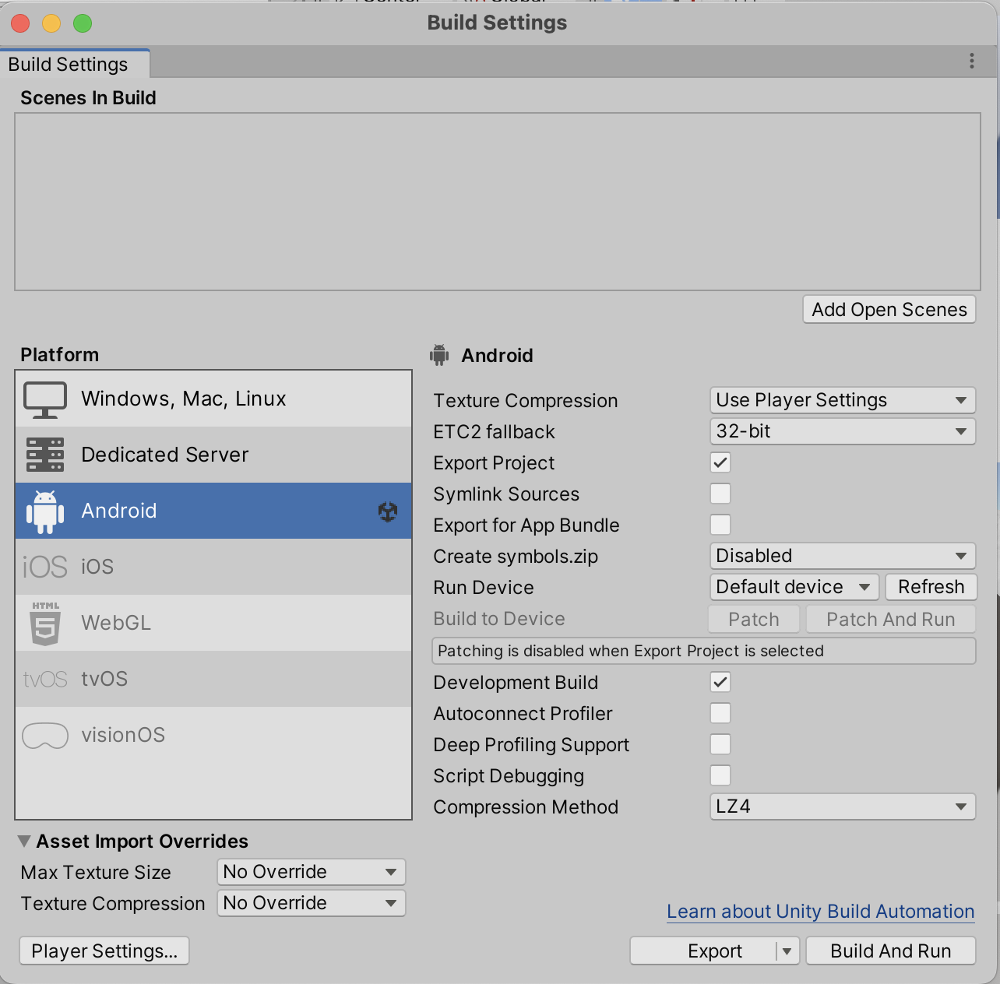 Build Settings
Build Settings
Scenes In Build
Add Open Scenes
Platform
Windows, Mac, Linux
Dedicated Server
Android
iOS iOS
HTML 5 WebGL
tvOS tvOS
visionOS
Android
Texture Compression Use Player Settings
ETC2 fallback 32-bit
Export Project
Symlink Sources
Export for App Bundle
Create symbols.zip Disabled
Run Device Default device Refresh
Build to Device Patch Patch And Run
Patching is disabled when Export Project is selected
Development Build
Autoconnect Profiler
Deep Profiling Support
Script Debugging
Compression Method LZ4
Asset Import Overrides
Max Texture Size No Override
Texture Compression No Override
Learn about Unity Build Automation
Player Settings... Export Build And Run